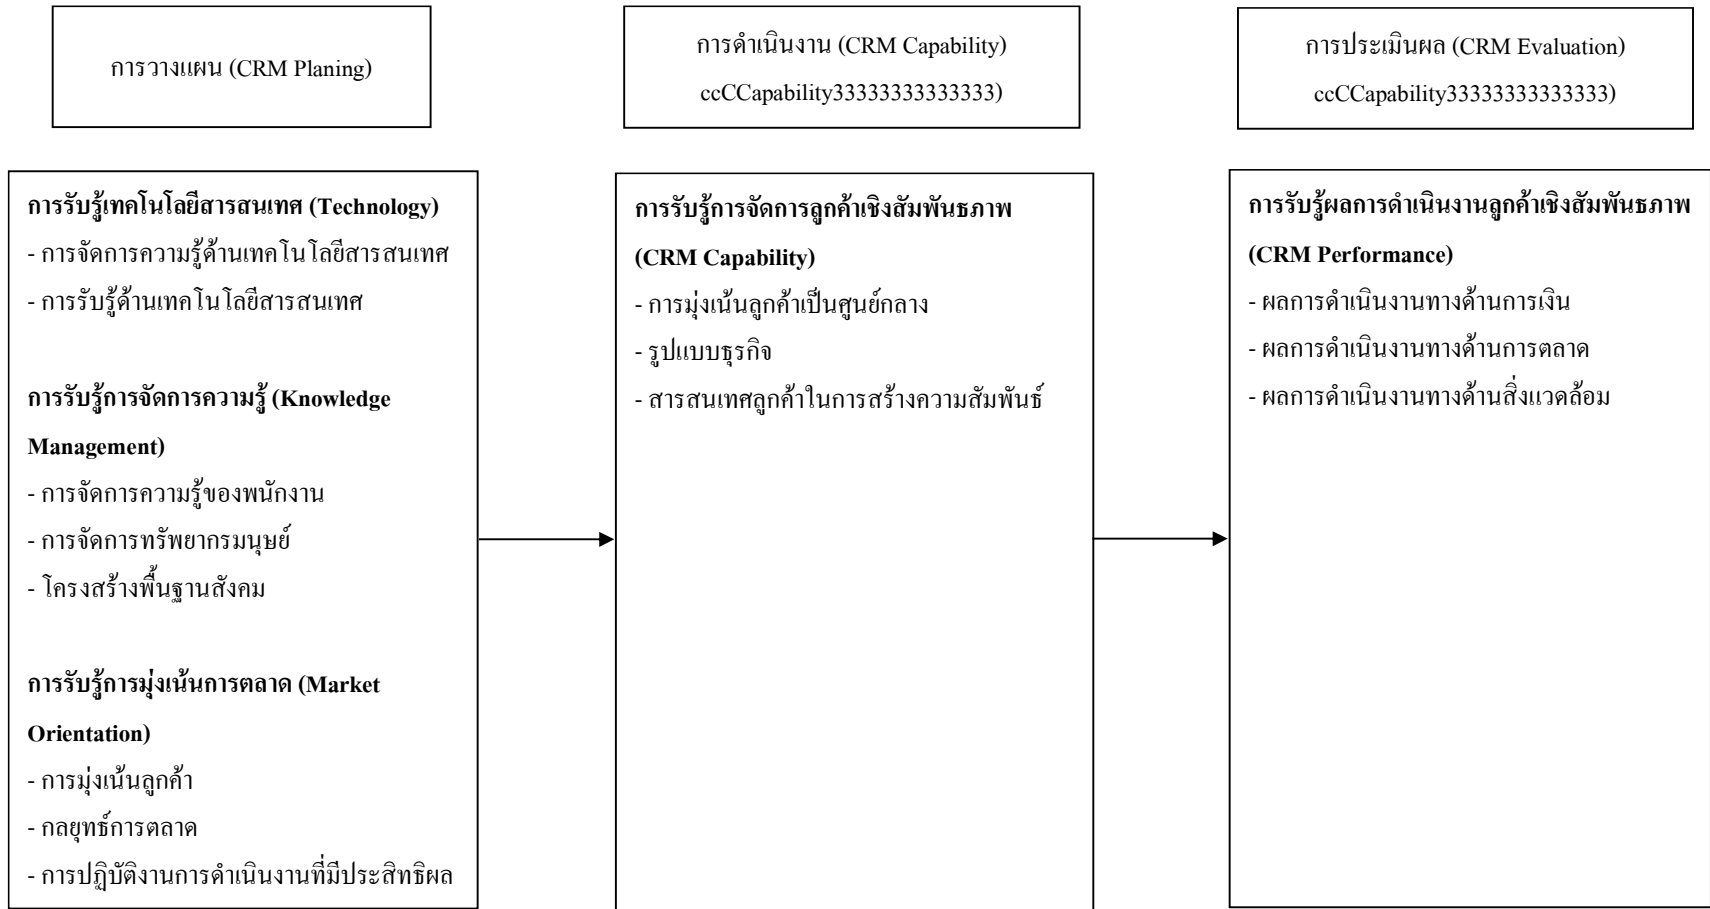 การวางแผน (CRM Planing)
การดำเนินงาน (CRM Capability)
ccCCapability33333333333333)
การประเมินผล (CRM Evaluation)
ccCCapability33333333333333)
การรับรู้เทคโนโลยีสารสนเทศ (Technology)
- การจัดการความรู้ด้านเทคโนโลยีสารสนเทศ
- การรับรู้ด้านเทคโนโลยีสารสนเทศ
การรับรู้การจัดการความรู้ (Knowledge
Management)
- การจัดการความรู้ของพนักงาน
- การจัดการทรัพยากรมนุษย์
- โครงสร้างพื้นฐานสังคม
การรับรู้การมุ่งเน้นการตลาด (Market
Orientation)
- การมุ่งเน้นลูกค้า
- กลยุทธ์การตลาด
- การปฏิบัติงานการดำเนินงานที่มีประสิทธิผล
การรับรู้การจัดการลูกค้าเชิงสัมพันธภาพ
(CRM Capability)
- การมุ่งเน้นลูกค้าเป็นศูนย์กลาง
- รูปแบบธุรกิจ
- สารสนเทศลูกค้าในการสร้างความสัมพันธ์
การรับรู้ผลการดำเนินงานลูกค้าเชิงสัมพันธภาพ
(CRM Performance)
- ผลการดำเนินงานทางด้านการเงิน
- ผลการดำเนินงานทางด้านการตลาด
- ผลการดำเนินงานทางด้านสิ่งแวดล้อม